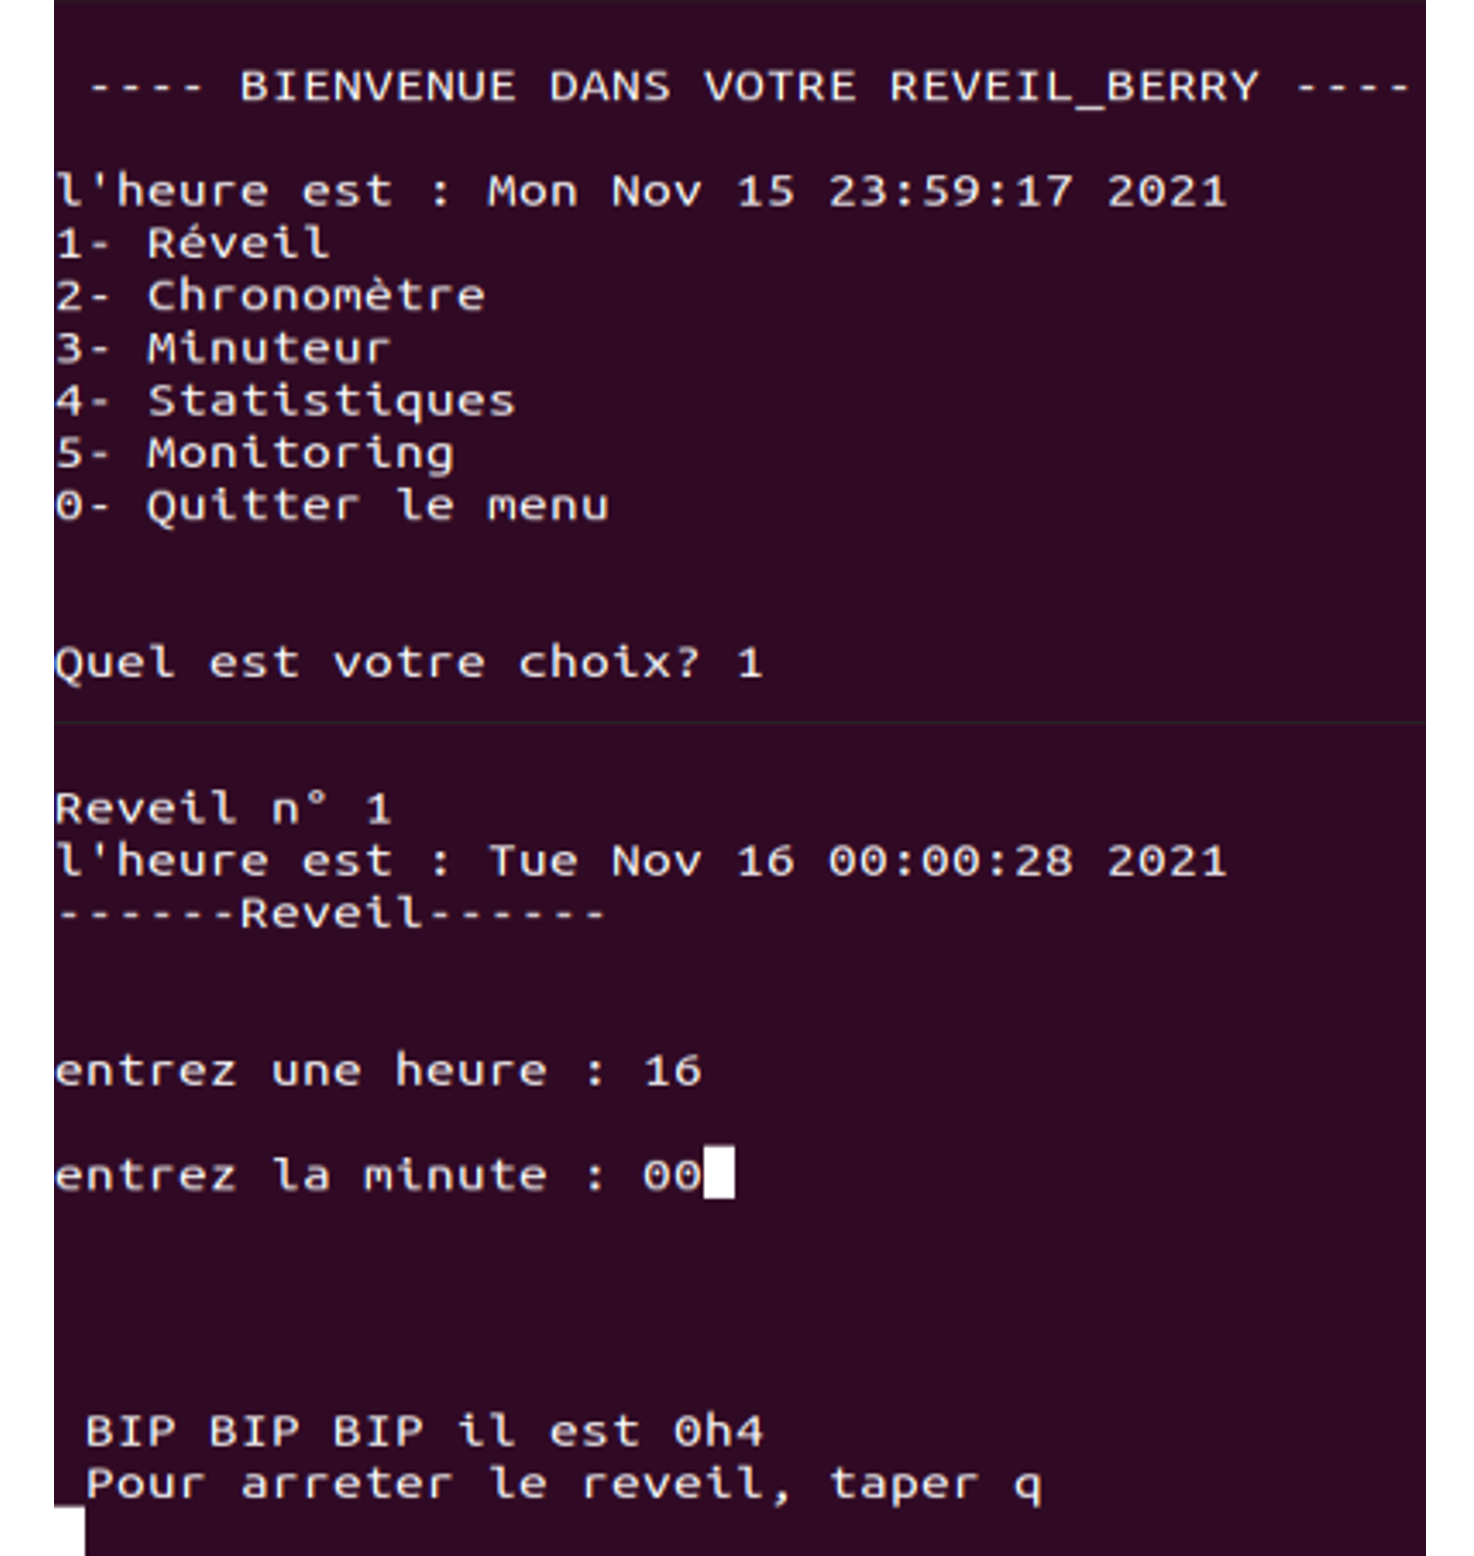 ---- BIENVENUE DANS VOTRE REVEIL_BERRY ----
l'heure est : Mon Nov 15 23:59:17 2021
1- Réveil
2- Chronomètre
3- Minuteur
4- Statistiques
5- Monitoring
0- Quitter le menu
Quel est votre choix? 1
Reveil n° 1
l'heure est : Tue Nov 16 00:00:28 2021
------Reveil------
entrez une heure : 16
entrez la minute : 00
BIP BIP BIP il est 0h4
Pour arreter le reveil, taper q